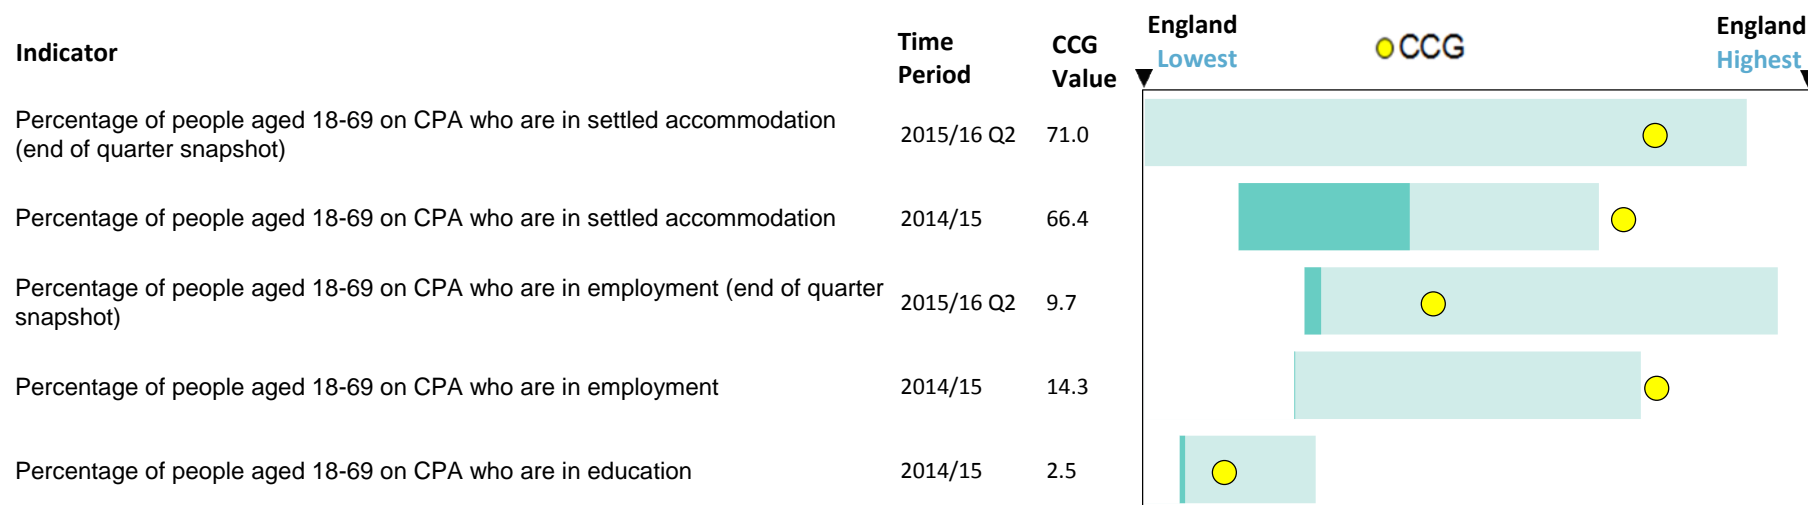 Indicator
Time Period
CCG Value
England Lowest
CCG
England Highest
Percentage of people aged 18-69 on CPA who are in settled accommodation
(end of quarter snapshot)
2015/16 Q2
71.0
Percentage of people aged 18-69 on CPA who are in settled accommodation
2014/15
66.4
Percentage of people aged 18-69 on CPA who are in employment (end of quarter
snapshot)
2015/16 Q2
9.7
Percentage of people aged 18-69 on CPA who are in employment
2014/15
14.3
Percentage of people aged 18-69 on CPA who are in education
2014/15
2.5